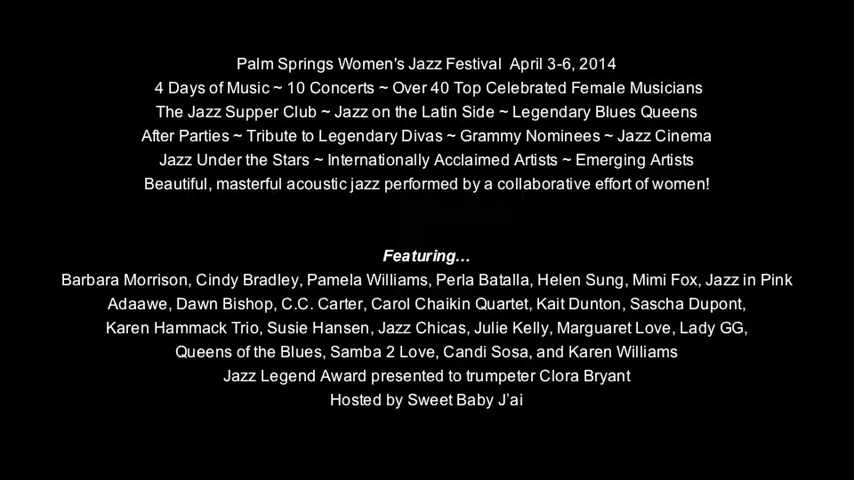 Palm Springs Women's Jazz Festival  April 3-6, 2014
4 Days of Music ~ 10 Concerts ~ Over 40 Top Celebrated Female Musicians
The Jazz Supper Club ~ Jazz on the Latin Side ~ Legendary Blues Queens
After Parties ~ Tribute to Legendary Divas ~ Grammy Nominees ~ Jazz Cinema
Jazz Under the Stars ~ Internationally Acclaimed Artists ~ Emerging Artists
Beautiful, masterful acoustic jazz performed by a collaborative effort of women!
Featuring...
Barbara Morrison, Cindy Bradley, Pamela Williams, Perla Batalla, Helen Sung, Mimi Fox, Jazz in Pink
Adaawe, Dawn Bishop, C.C. Carter, Carol Chaikin Quartet, Kait Dunton, Sascha Dupont,
Karen Hammack Trio, Susie Hansen, Jazz Chicas, Julie Kelly, Marguaret Love, Lady GG,
Queens of the Blues, Samba 2 Love, Candi Sosa, and Karen Williams
Jazz Legend Award presented to trumpeter Clora Bryant
Hosted by Sweet Baby J'ai